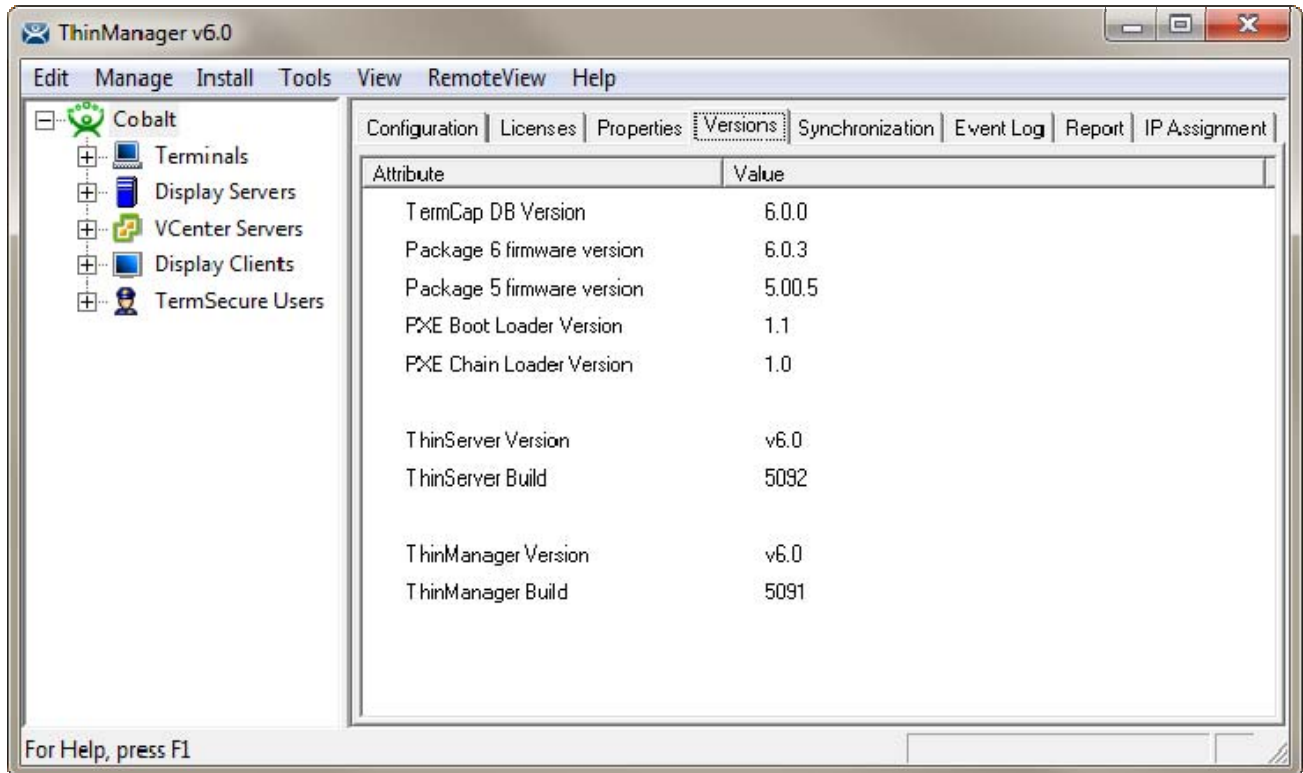 ThinManager v6.0
Edit Manage Install Tools View RemoteView Help
Cobalt
Terminals
Display Servers
VCenter Servers
Display Clients
TermSecure Users
Configuration Licenses Properties Versions Synchronization Event Log Report IP Assignment
Attribute Value
TermCap DB Version 6.0.0
Package 6 firmware version 6.0.3
Package 5 firmware version 5.00.5
PXE Boot Loader Version 1.1
PXE Chain Loader Version 1.0
ThinServer Version v6.0
ThinServer Build 5092
ThinManager Version v6.0
ThinManager Build 5091
For Help, press F1